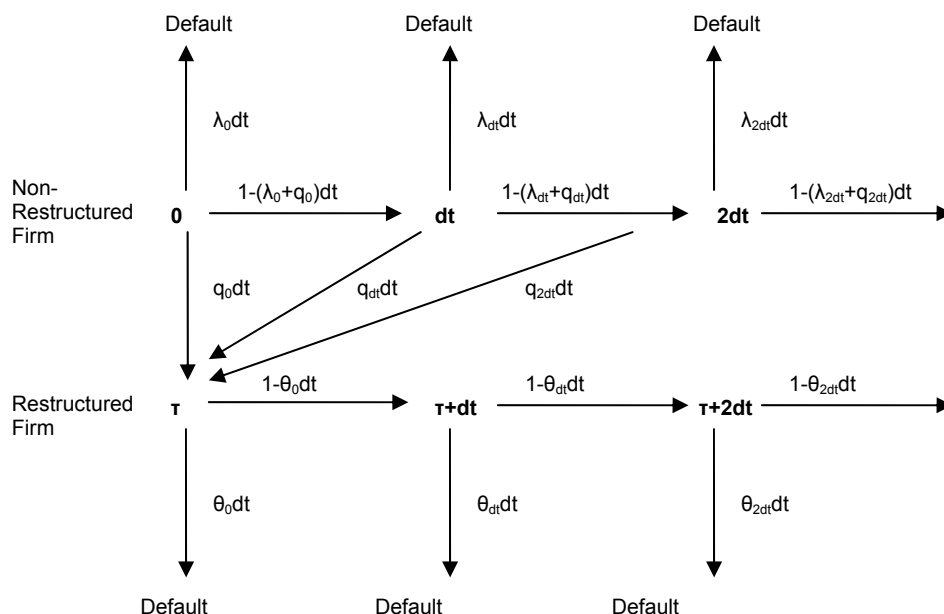 Default Default Default
λ₀dt λdtdt λ2dtdt
Non-
Restructured
Firm
1-(λ₀+q₀)dt 1-(λdt+qdt)dt 1-(λ2dt+q2dt)dt
0 dt 2dt
q₀dt qdtdt q2dtdt
1-θ₀dt 1-θdtdt 1-θ2dtdt
Restructured
Firm
τ τ+dt τ+2dt
θ₀dt θdtdt θ2dtdt
Default Default Default